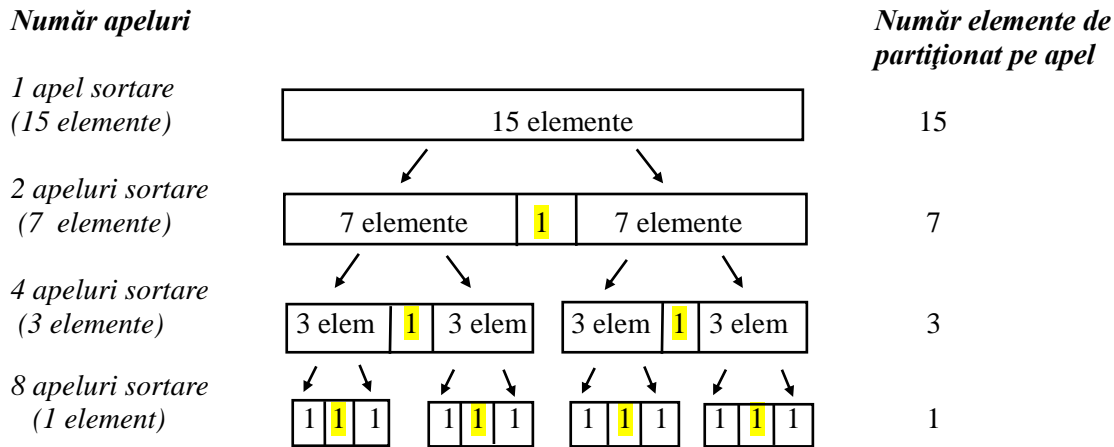 Număr apeluri
Număr elemente de
partiţionat pe apel
1 apel sortare
(15 elemente)
15 elemente
15
2 apeluri sortare
(7 elemente)
7 elemente 1 7 elemente
7
4 apeluri sortare
(3 elemente)
3 elem 1 3 elem 3 elem 1 3 elem
3
8 apeluri sortare
(1 element)
1 1 1 1 1 1 1 1 1 1 1 1
1